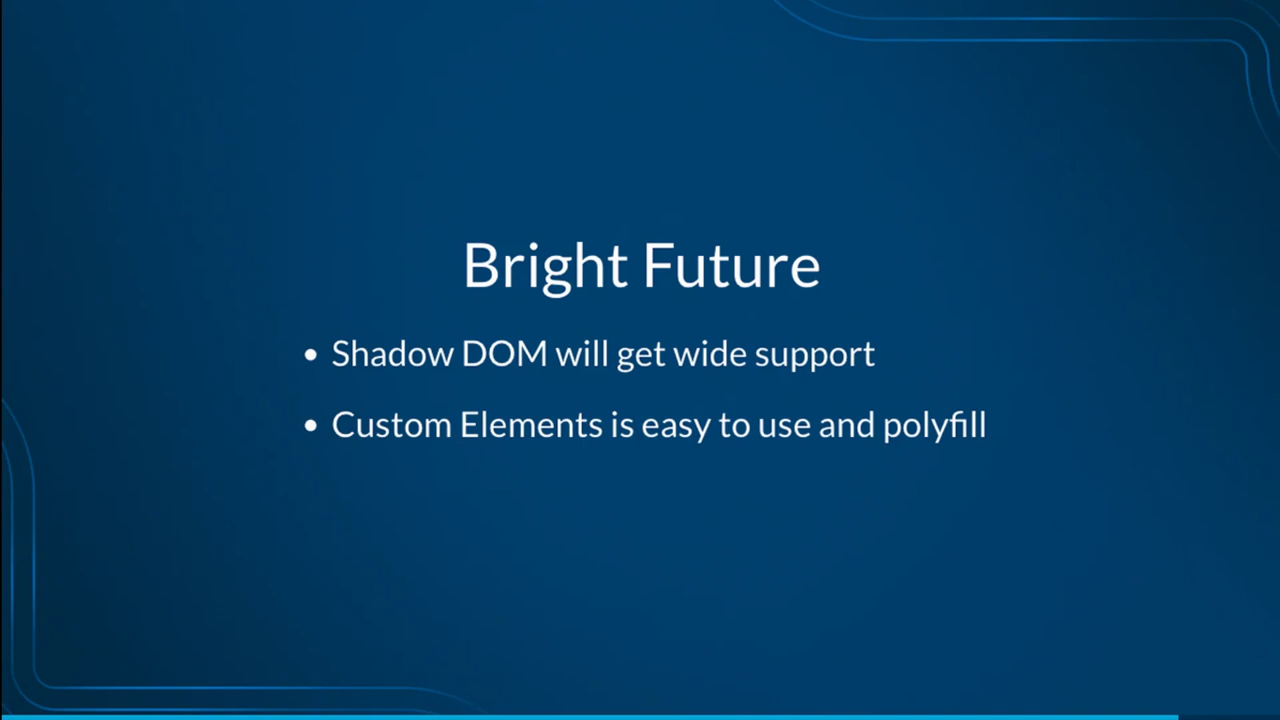 Bright Future
• Shadow DOM will get wide support
• Custom Elements is easy to use and polyfill